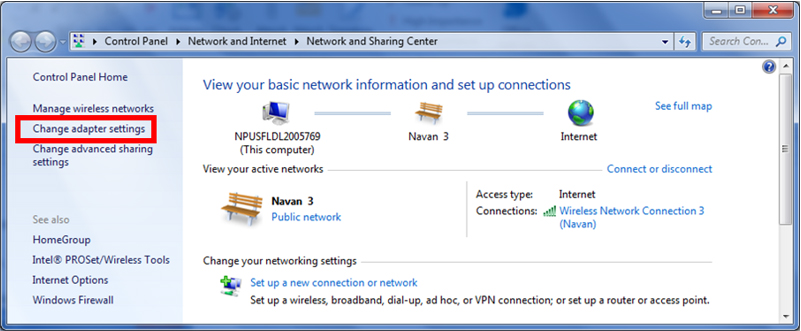 Control Panel ▸ Network and Internet ▸ Network and Sharing Center
Search Con...
Control Panel Home
Manage wireless networks
Change adapter settings
Change advanced sharing
settings
See also
HomeGroup
Intel® PROSet/Wireless Tools
Internet Options
Windows Firewall
View your basic network information and set up connections
NPUSFLDL2005769
(This computer)
Navan 3
Internet
See full map
View your active networks
Connect or disconnect
Navan 3
Public network
Access type: Internet
Connections: Wireless Network Connection 3
(Navan)
Change your networking settings
Set up a new connection or network
Set up a wireless, broadband, dial-up, ad hoc, or VPN connection; or set up a router or access point.